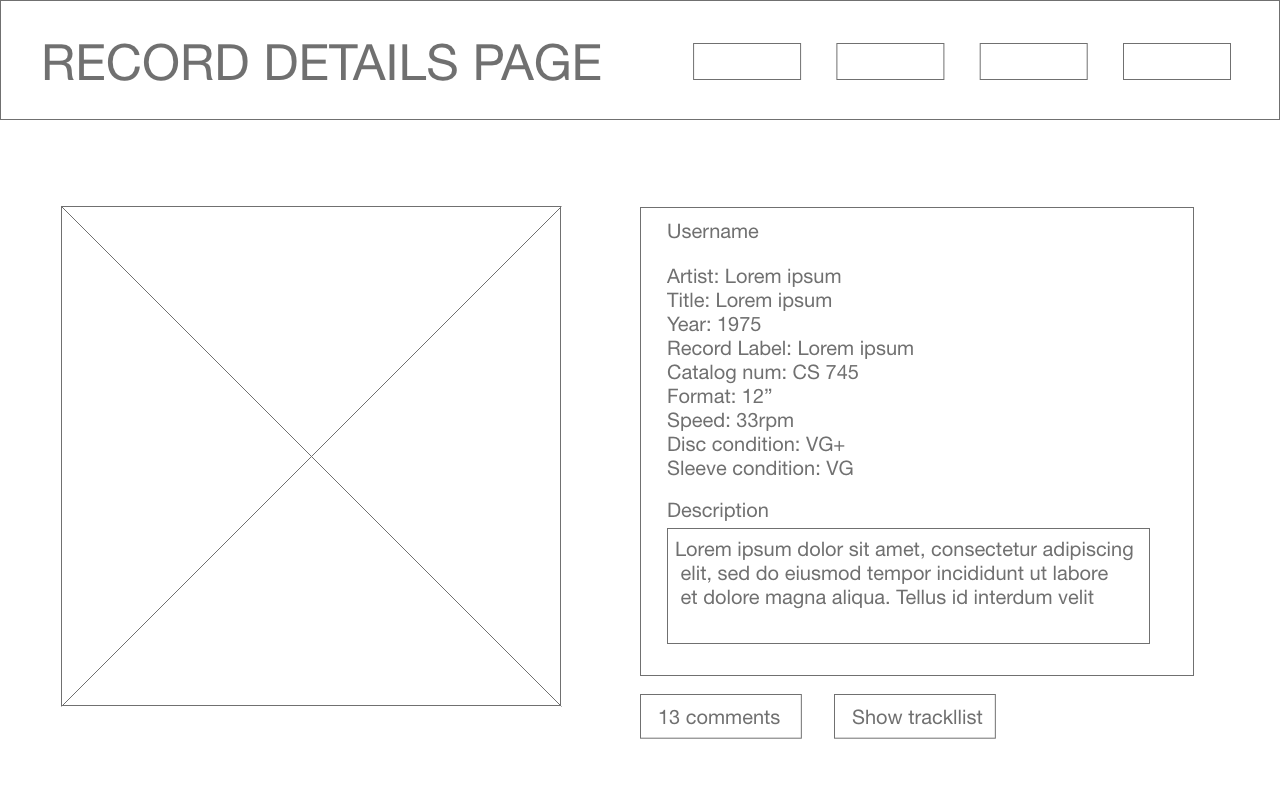 RECORD DETAILS PAGE
Username
Artist: Lorem ipsum
Title: Lorem ipsum
Year: 1975
Record Label: Lorem ipsum
Catalog num: CS 745
Format: 12”
Speed: 33rpm
Disc condition: VG+
Sleeve condition: VG
Description
Lorem ipsum dolor sit amet, consectetur adipiscing
elit, sed do eiusmod tempor incididunt ut labore
et dolore magna aliqua. Tellus id interdum velit
13 comments
Show trackllist